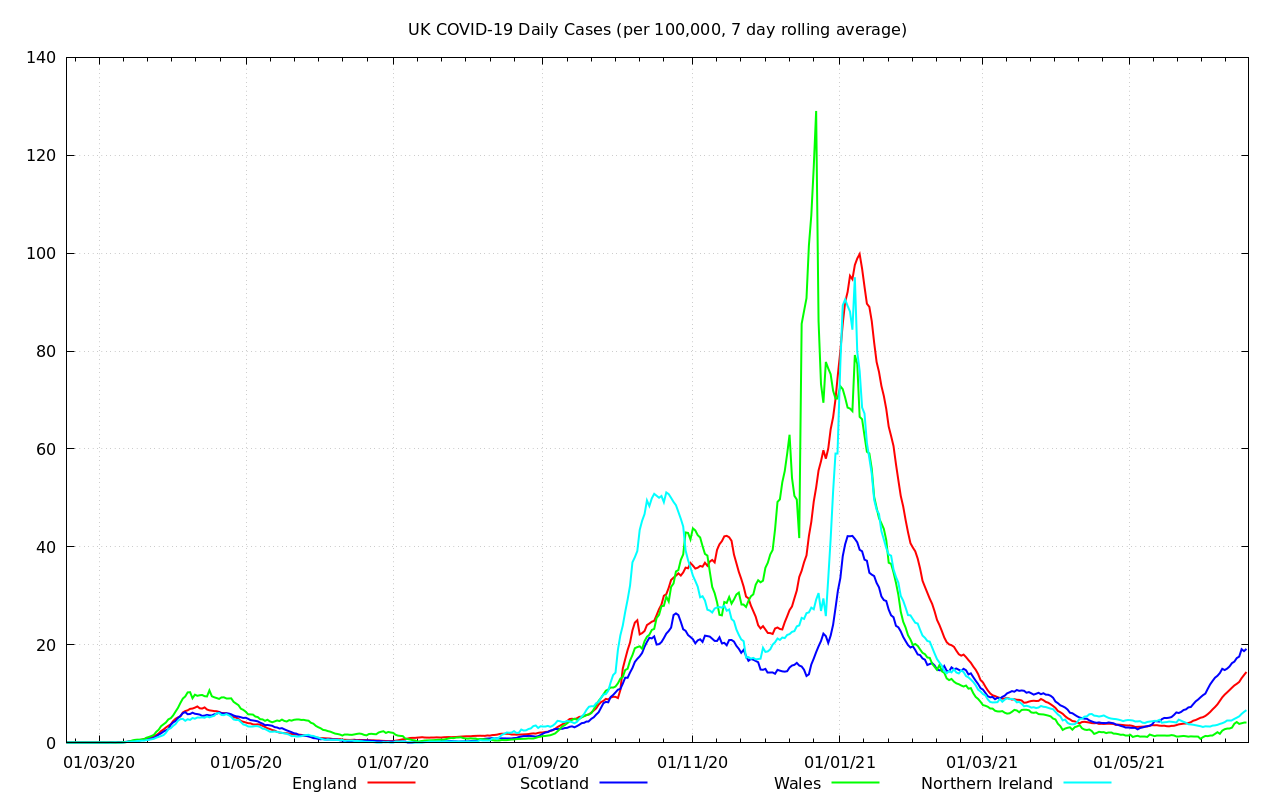 UK COVID-19 Daily Cases (per 100,000, 7 day rolling average)
140
120
100
80
60
40
20
0
01/03/20 01/05/20 01/07/20 01/09/20 01/11/20 01/01/21 01/03/21 01/05/21
England Scotland Wales Northern Ireland